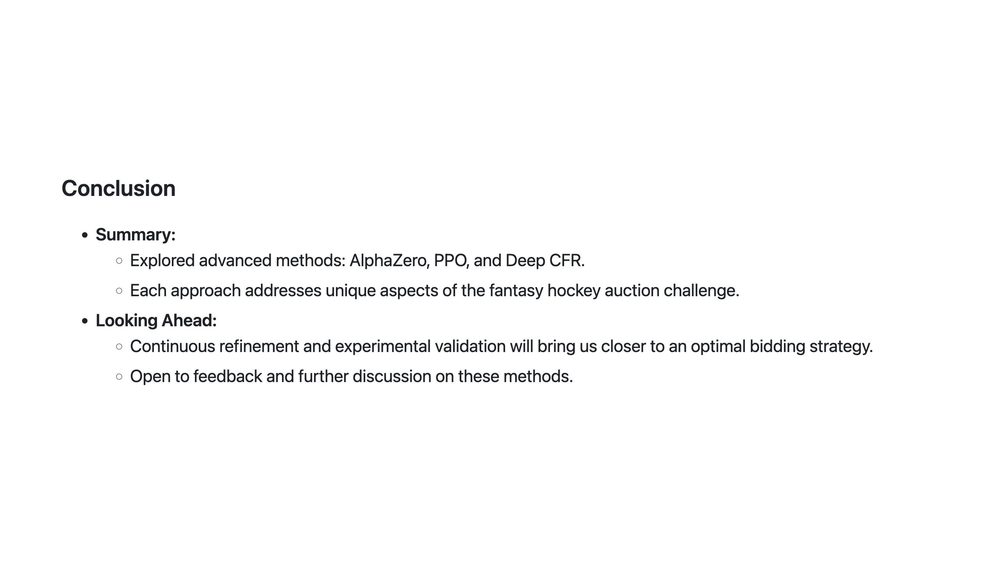 Conclusion
• Summary:
○ Explored advanced methods: AlphaZero, PPO, and Deep CFR.
○ Each approach addresses unique aspects of the fantasy hockey auction challenge.
• Looking Ahead:
○ Continuous refinement and experimental validation will bring us closer to an optimal bidding strategy.
○ Open to feedback and further discussion on these methods.